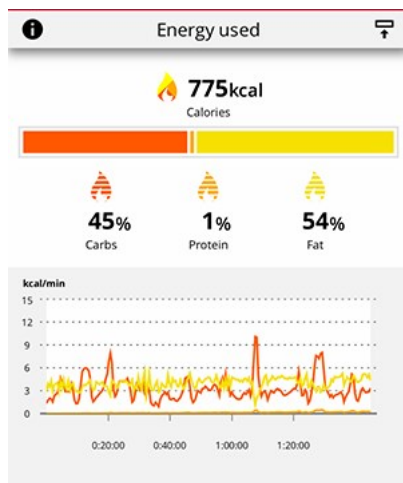 Energy used
775kcal
Calories
45% 1% 54%
Carbs Protein Fat
kcal/min
15
12
9
6
3
0
0:20:00 0:40:00 1:00:00 1:20:00